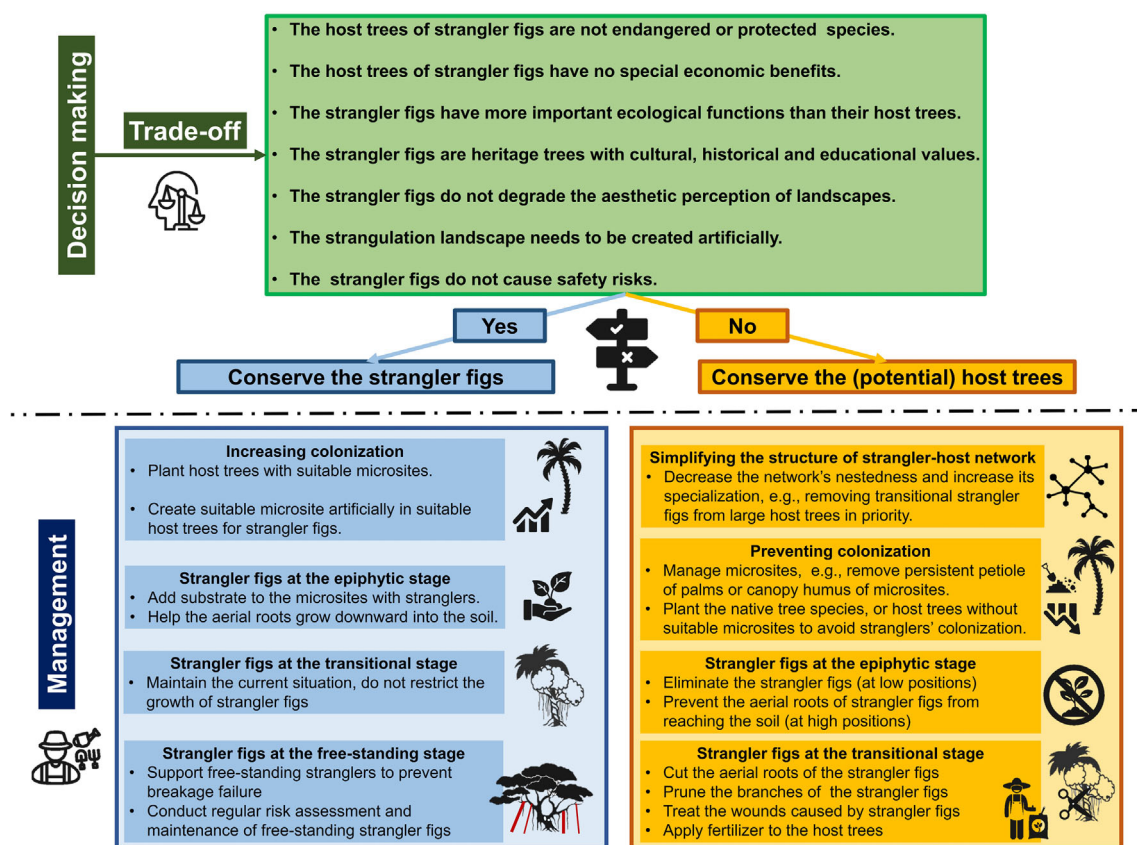 Decision making
Trade-off
• The host trees of strangler figs are not endangered or protected species.
• The host trees of strangler figs have no special economic benefits.
• The strangler figs have more important ecological functions than their host trees.
• The strangler figs are heritage trees with cultural, historical and educational values.
• The strangler figs do not degrade the aesthetic perception of landscapes.
• The strangulation landscape needs to be created artificially.
• The strangler figs do not cause safety risks.
Yes
No
Conserve the strangler figs
Conserve the (potential) host trees
Management
Increasing colonization
• Plant host trees with suitable microsites.
• Create suitable microsite artificially in suitable
host trees for strangler figs.
Strangler figs at the epiphytic stage
• Add substrate to the microsites with stranglers.
• Help the aerial roots grow downward into the soil.
Strangler figs at the transitional stage
• Maintain the current situation, do not restrict the
growth of strangler figs
Strangler figs at the free-standing stage
• Support free-standing stranglers to prevent
breakage failure
• Conduct regular risk assessment and
maintenance of free-standing strangler figs
Simplifying the structure of strangler-host network
• Decrease the network's nestedness and increase its
specialization, e.g., removing transitional strangler
figs from large host trees in priority.
Preventing colonization
• Manage microsites, e.g., remove persistent petiole
of palms or canopy humus of microsites.
• Plant the native tree species, or host trees without
suitable microsites to avoid stranglers' colonization.
Strangler figs at the epiphytic stage
• Eliminate the strangler figs (at low positions)
• Prevent the aerial roots of strangler figs from
reaching the soil (at high positions)
Strangler figs at the transitional stage
• Cut the aerial roots of the strangler figs
• Prune the branches of the strangler figs
• Treat the wounds caused by strangler figs
• Apply fertilizer to the host trees